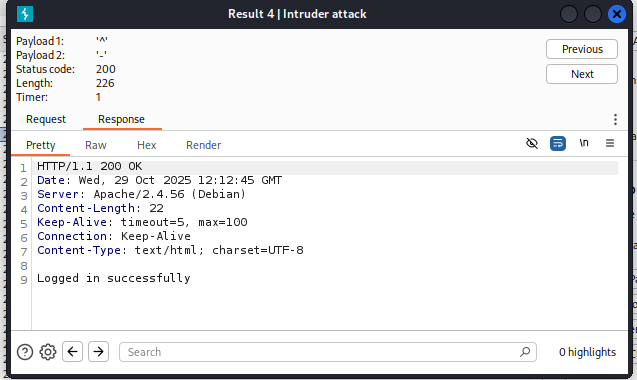 Result 4 | Intruder attack
Payload 1: '^'
Payload 2: '-'
Status code: 200
Length: 226
Timer: 1
Previous
Next
Request Response
Pretty Raw Hex Render \n
1 HTTP/1.1 200 OK
2 Date: Wed, 29 Oct 2025 12:12:45 GMT
3 Server: Apache/2.4.56 (Debian)
4 Content-Length: 22
5 Keep-Alive: timeout=5, max=100
6 Connection: Keep-Alive
7 Content-Type: text/html; charset=UTF-8
8
9 Logged in successfully
Search 0 highlights